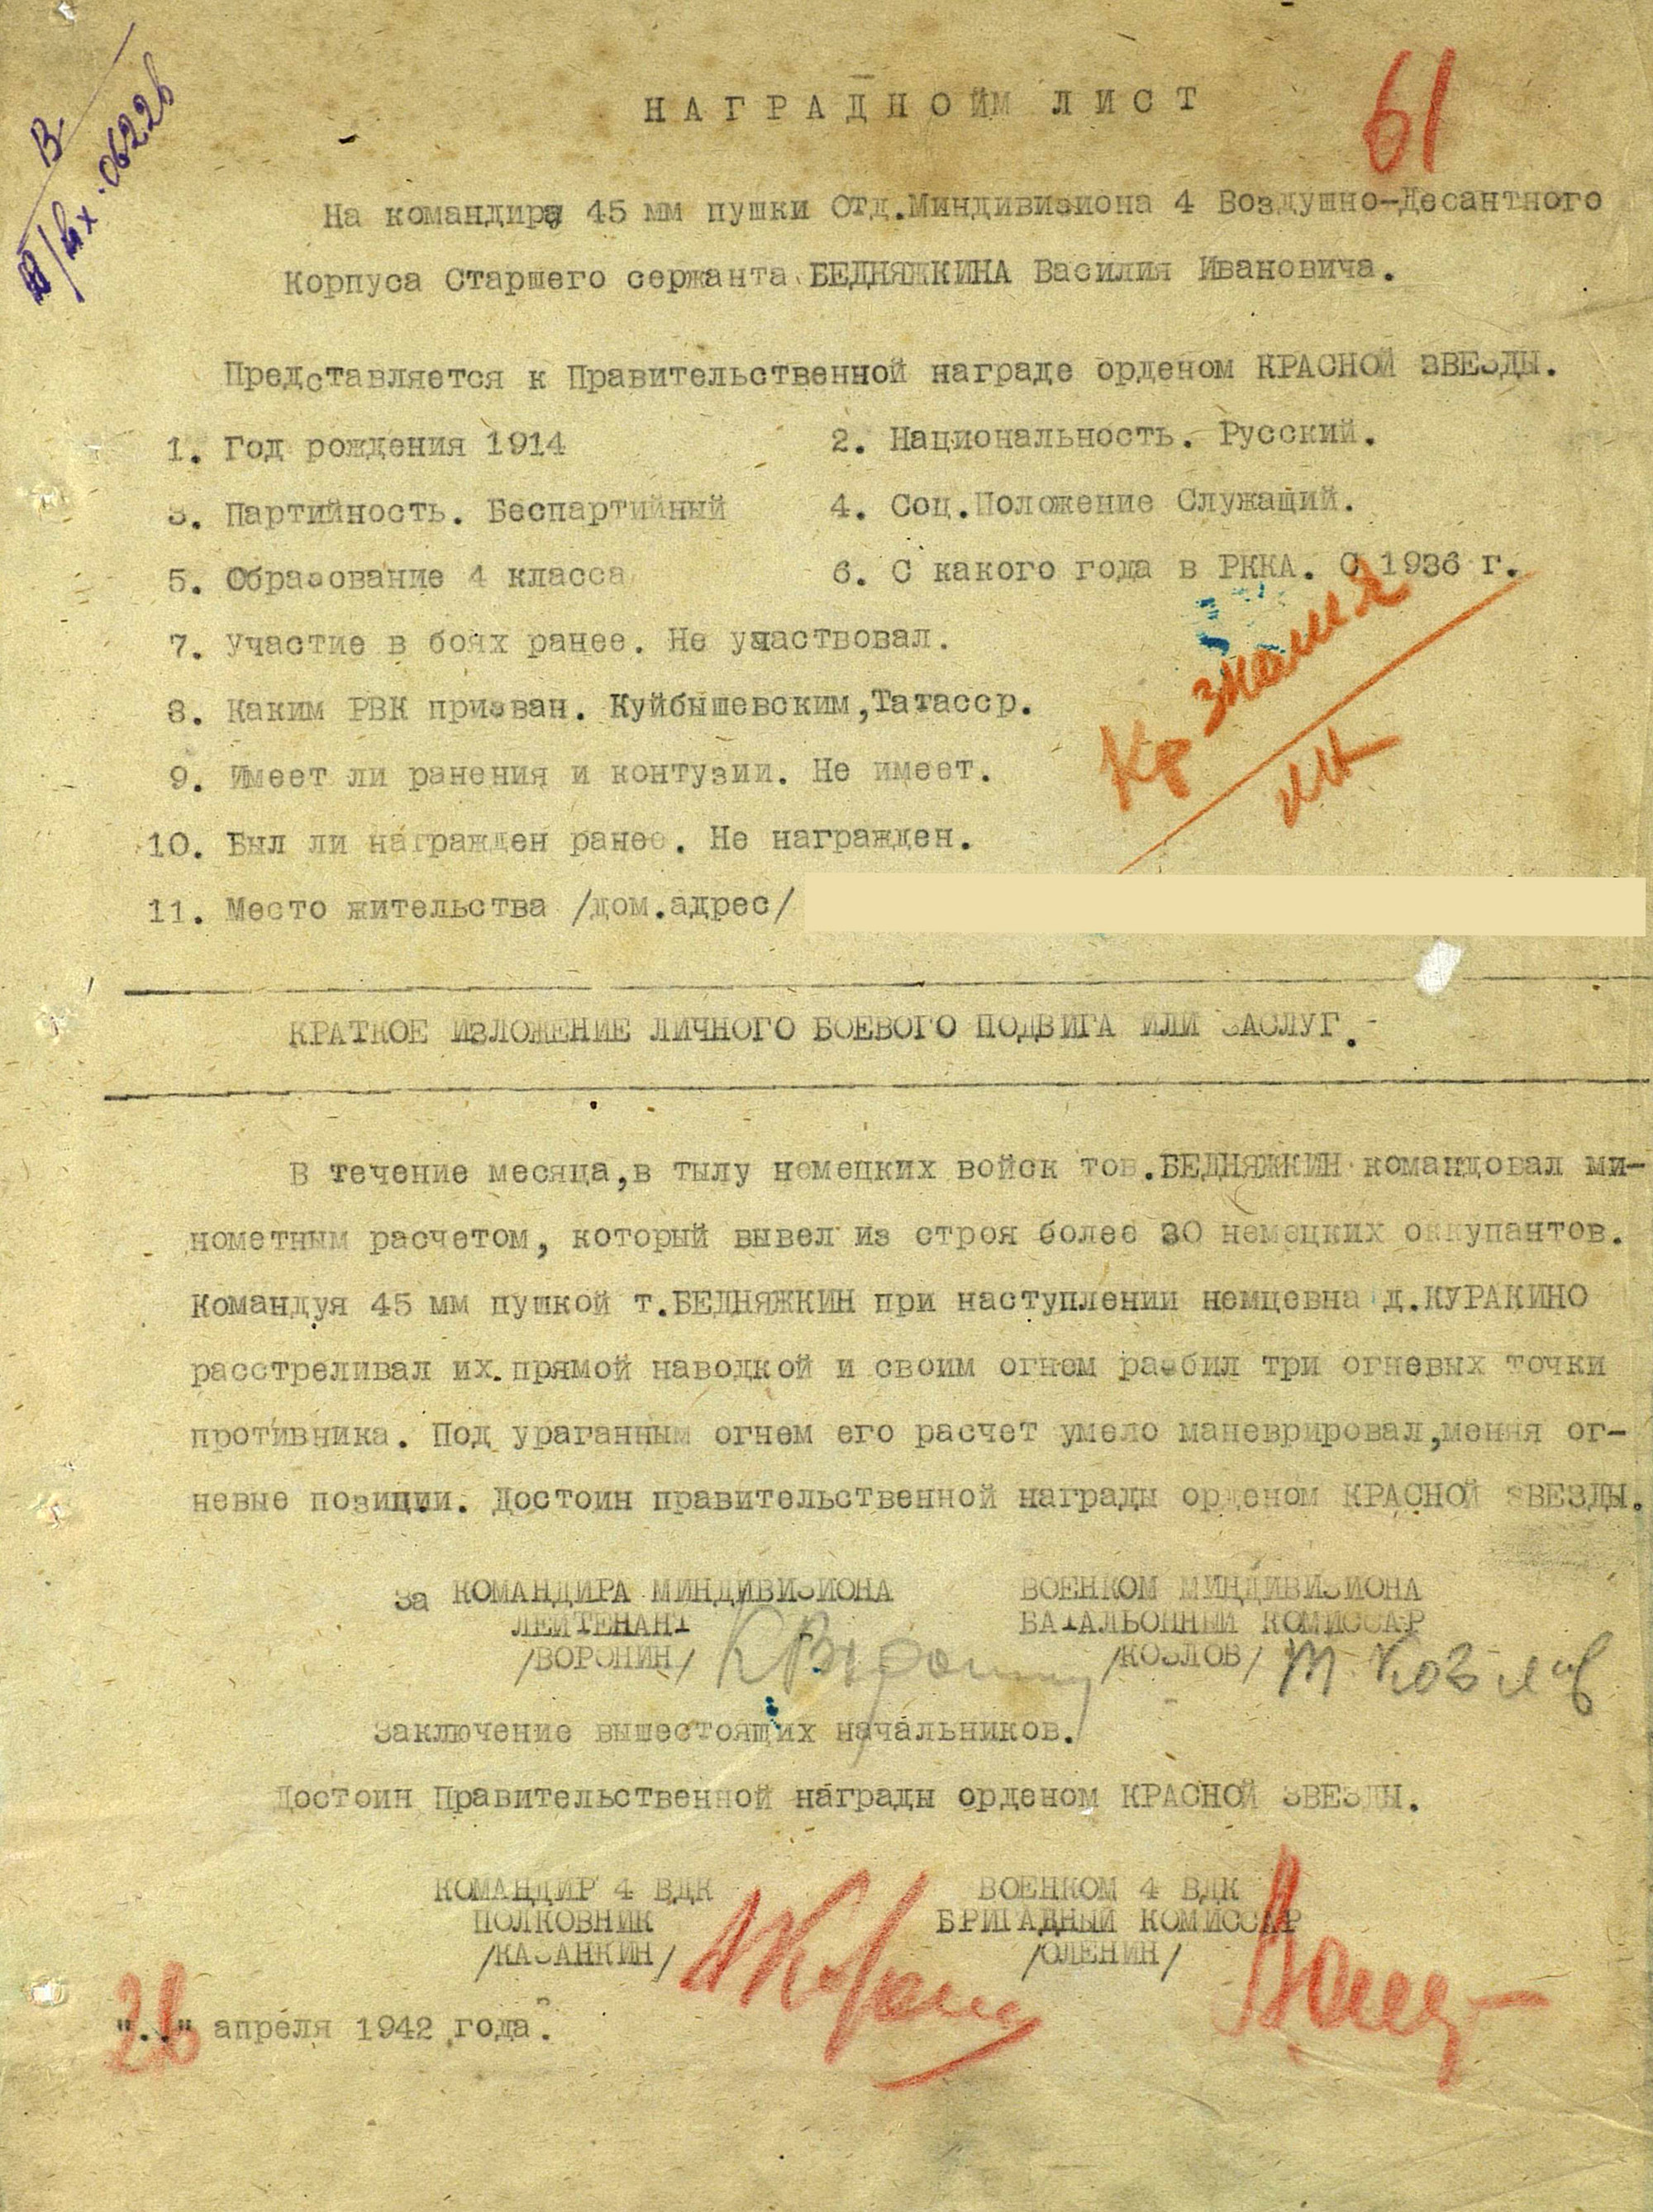 В
вх. 06226
НАГРАДНОЙМ ЛИСТ
61
На командира 45 мм пушки Отд.Миндивизиона 4 Воздушно-Десантного
Корпуса Старшего сержанта БЕДНЯЖКИНА Василия Ивановича.
Представляется к Правительственной награде орденом КРАСНОЙ ЗВЕЗДЫ.
1. Год рождения 1914 2. Национальность. Русский.
3. Партийность. Беспартийный 4. Соц.Положение Служащий.
5. Образование 4 класса 6. С какого года в РККА. С 1936 г.
7. Участие в боях ранее. Не участвовал.
8. Каким РВК призван. Куйбышевским,Татасср.
Кр знамя
9. Имеет ли ранения и контузии. Не имеет.
10. Был ли награжден ранее. Не награжден.
11. Место жительства /дом.адрес/
КРАТКОЕ ИЗЛОЖЕНИЕ ЛИЧНОГО БОЕВОГО ПОДВИГА ИЛИ ЗАСЛУГ.
В течение месяца,в тылу немецких войск тов.БЕДНЯЖКИН командовал ми-
нометным расчетом, который вывел из строя более 30 немецких оккупантов.
Командуя 45 мм пушкой т.БЕДНЯЖКИН при наступлении немцевна д.КУРАКИНО
расстреливал их.прямой наводкой и своим огнем разбил три огневых точки
противника. Под ураганным огнем его расчет умело маневрировал,меняя ог-
невые позиции. Достоин правительственной награды орденом КРАСНОЙ ЗВЕЗДЫ.
За КОМАНДИРА МИНДИВИЗИОНА ВОЕНКОМ МИНДИВИЗИОНА
ЛЕЙТЕНАНТ БАТАЛЬОННЫЙ КОМИССАР
/ВОРОНИН/ /КОЗЛОВ/ Козлов
Заключение вышестоящих начальников.
Достоин Правительственной награды орденом КРАСНОЙ ЗВЕЗДЫ.
КОМАНДИР 4 ВДК ВОЕНКОМ 4 ВДК
ПОЛКОВНИК БРИГАДНЫЙ КОМИССАР
/КАЗАНКИН/ /ОЛЕНИН/
"26" апреля 1942 года.